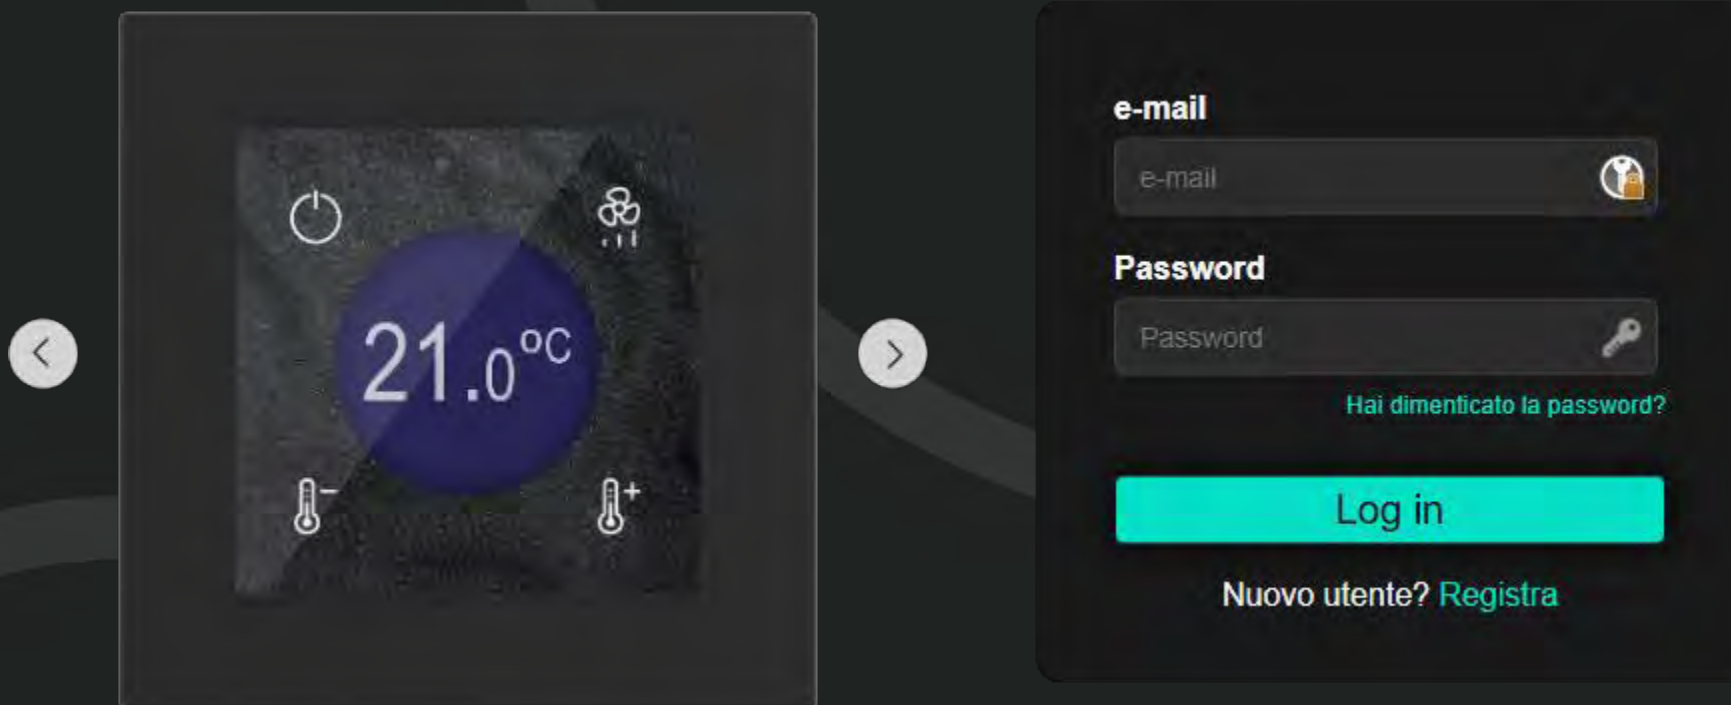 21.0°C
e-mail
e-mail
Password
Password
Hai dimenticato la password?
Log in
Nuovo utente? Registra